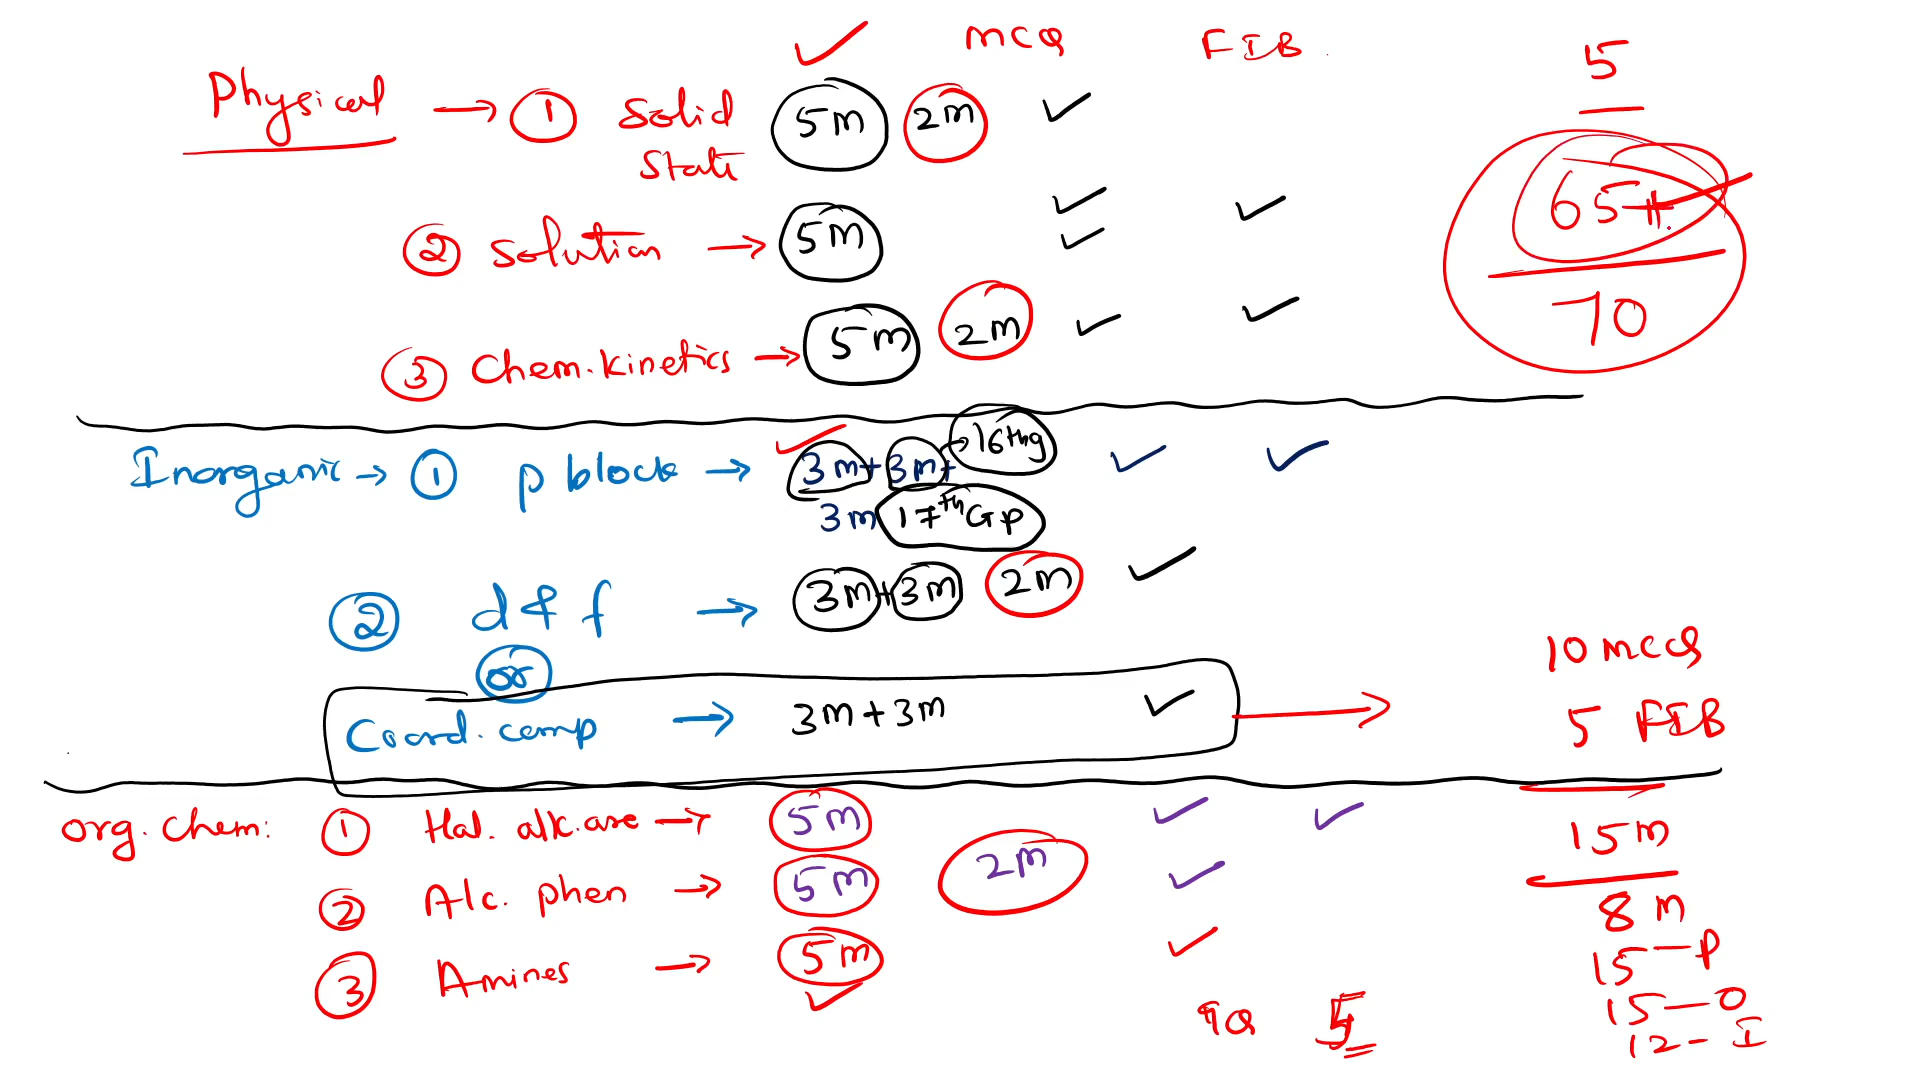 MCQ FIB 5
Physical → ① Solid State 5m 2m
② Solution → 5m
65+
70
③ Chem. kinetics → 5m 2m
Inorganic → ① p block → 3m + 3m + → 16thg
3m 17th Gp
② d & f → 3m + 3m 2m
or
Coord. comp → 3m + 3m
10 MCQ
5 FIB
Org. chem: ① Hal. alk. are → 5m
15m
② Alc. phen → 5m 2m
8m
③ Amines → 5m
15 — P
15 — O
9Q 5
12 - I